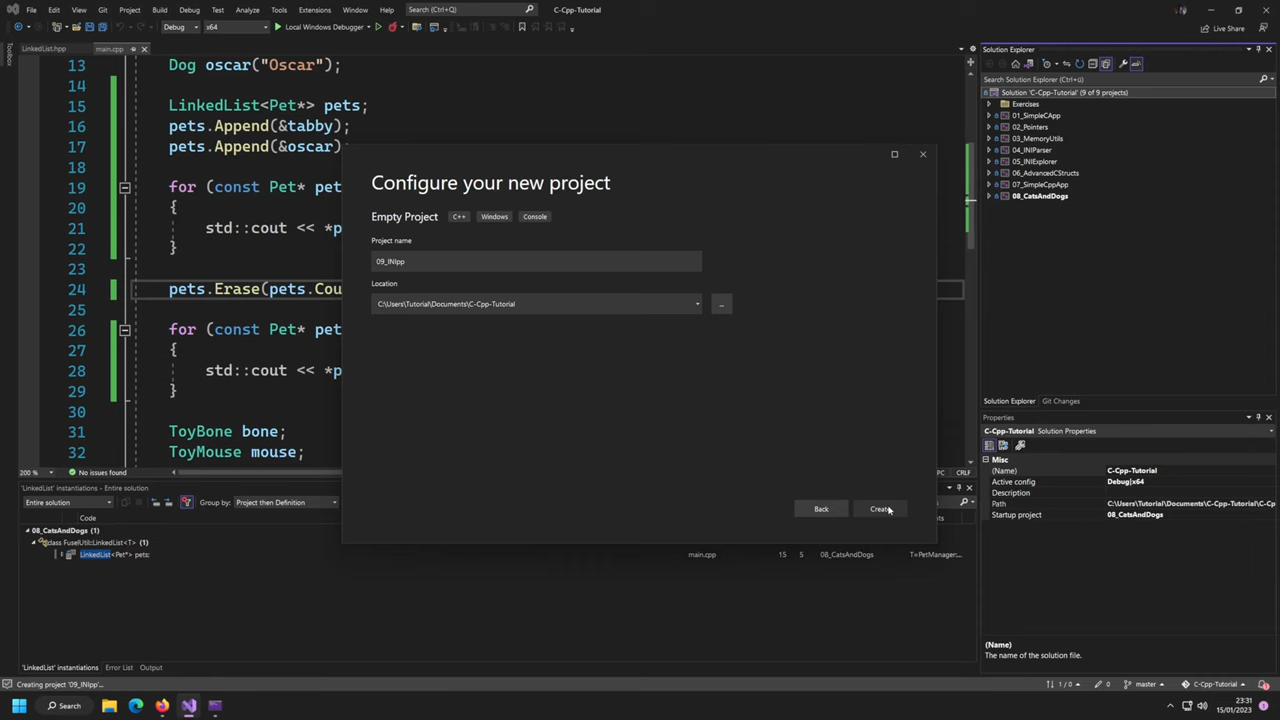 File Edit View Git Project Build Debug Test Analyze Tools Extensions Window Help Search (Ctrl+Q) C-Cpp-Tutorial
Debug x64 Local Windows Debugger Live Share
Toolbox
LinkedList.hpp main.cpp
13 Dog oscar("Oscar");
14
15 LinkedList<Pet*> pets;
16 pets.Append(&tabby);
17 pets.Append(&oscar)
18
19 for (const Pet* pet
20 {
21 std::cout << *p
22 }
23
24 pets.Erase(pets.Cou
25
26 for (const Pet* pet
27 {
28 std::cout << *p
29 }
30
31 ToyBone bone;
32 ToyMouse mouse;
200 % No issues found PC CRLF
Configure your new project
Empty Project C++ Windows Console
Project name
09_INIpp
Location
C:\Users\Tutorial\Documents\C-Cpp-Tutorial
...
Back Create
Solution Explorer
Search Solution Explorer (Ctrl+ü)
Solution 'C-Cpp-Tutorial' (9 of 9 projects)
Exercises
01_SimpleCApp
02_Pointers
03_MemoryUtils
04_INIParser
05_INIExplorer
06_AdvancedCStructs
07_SimpleCppApp
08_CatsAndDogs
Solution Explorer Git Changes
Properties
C-Cpp-Tutorial Solution Properties
Misc
(Name) C-Cpp-Tutorial
Active config Debug|x64
Description
Path C:\Users\Tutorial\Documents\C-Cpp-Tutorial\C-Cp
Startup project 08_CatsAndDogs
(Name)
The name of the solution file.
'LinkedList' instantiations - Entire solution
Entire solution Group by: Project then Definition
Code
08_CatsAndDogs (1)
class FuselUtil::LinkedList<T> (1)
LinkedList<Pet*> pets; main.cpp 15 5 08_CatsAndDogs T=PetManager:...
'LinkedList' instantiations Error List Output
Creating project '09_INIpp'... 1 / 0 0 master C-Cpp-Tutorial
Search 23:31
15/01/2023